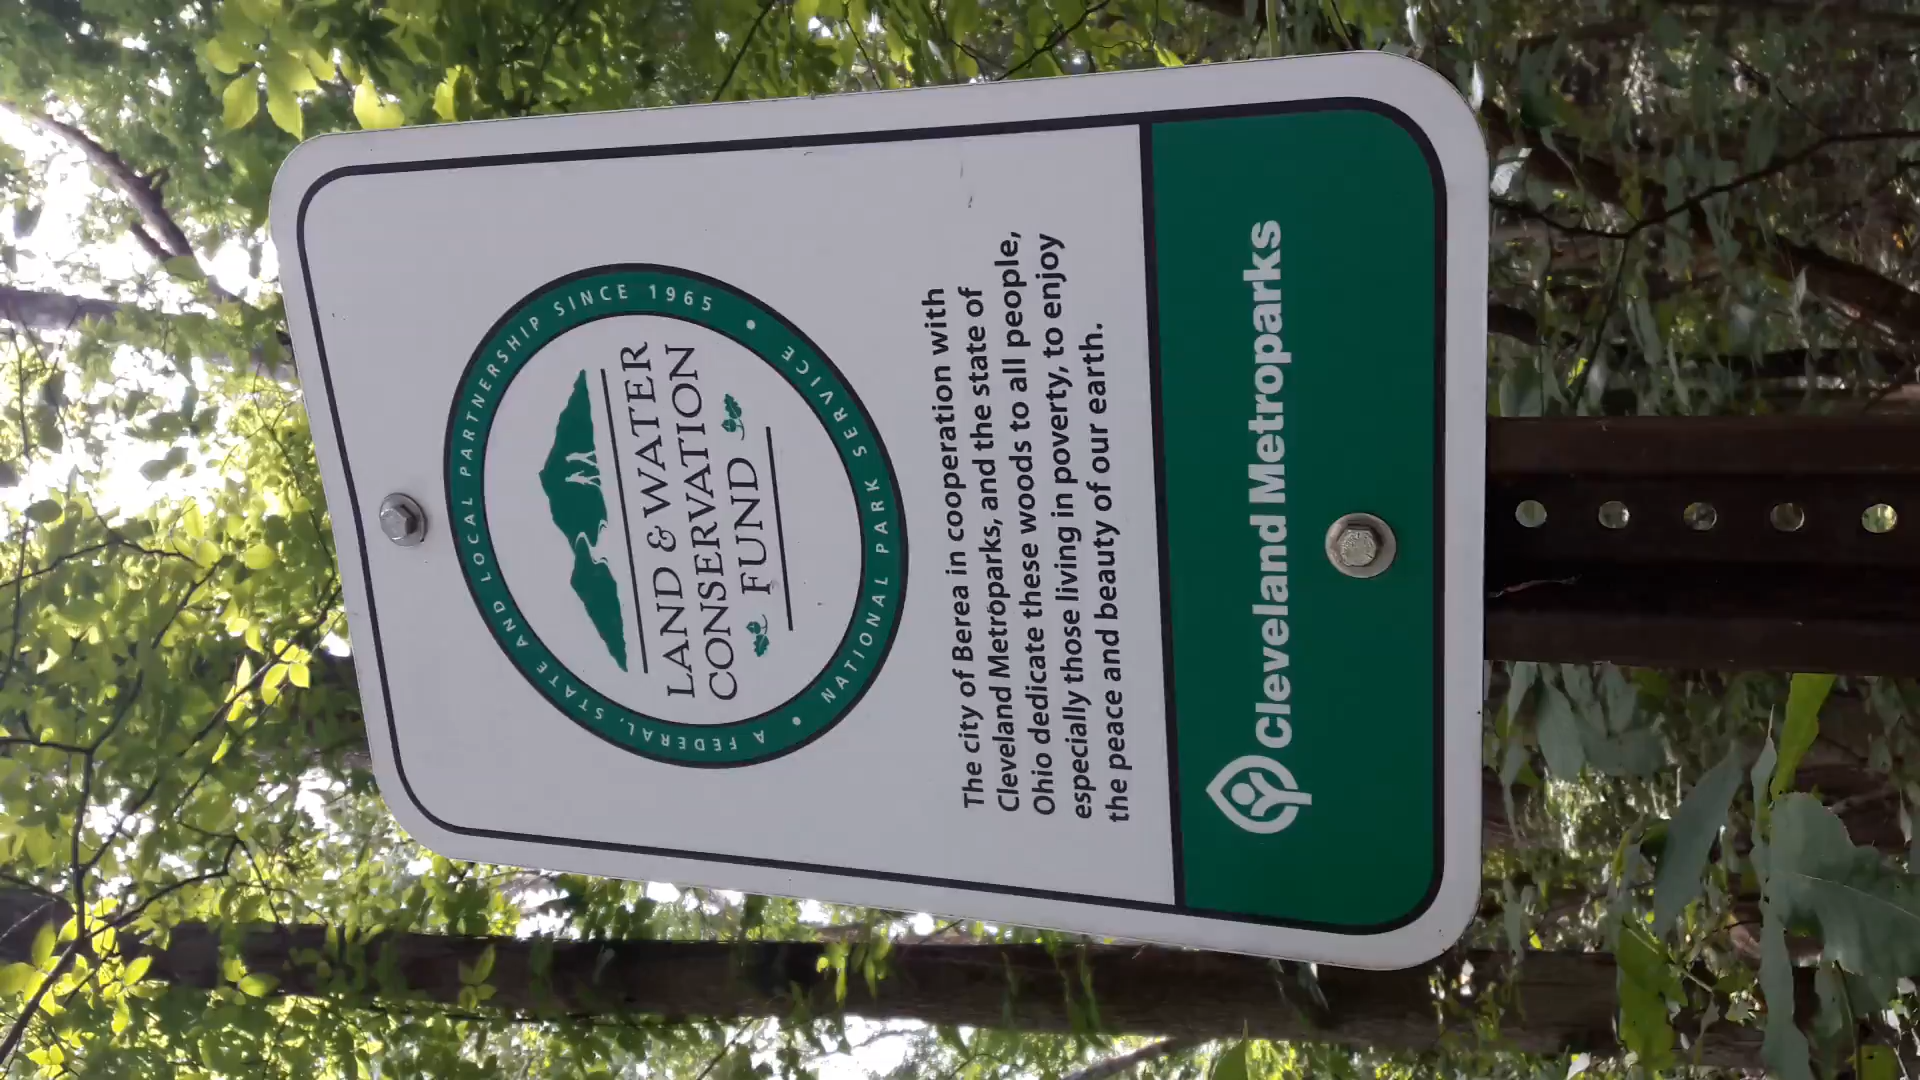 A FEDERAL, STATE AND LOCAL PARTNERSHIP SINCE 1965
LAND & WATER
CONSERVATION
FUND
NATIONAL PARK SERVICE
The city of Berea in cooperation with
Cleveland Metroparks, and the state of
Ohio dedicate these woods to all people,
especially those living in poverty, to enjoy
the peace and beauty of our earth.
Cleveland Metroparks